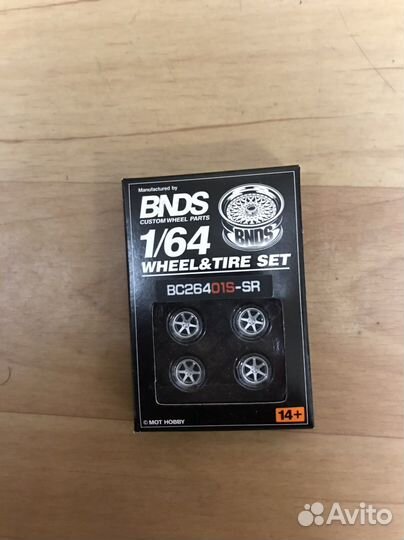 Manufactured by
BNDS
CUSTOM WHEEL PARTS
BNDS
1/64
WHEEL&TIRE SET
BC26401S-SR
© MOT HOBBY
14+
Avito